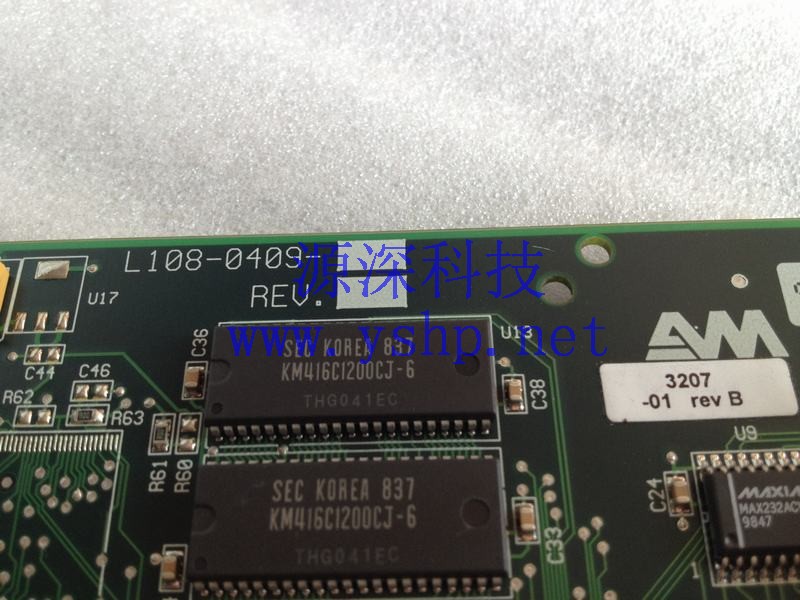 L108-0409-
REV.
源深科技
www.yshp.net
U17
C44
C46
R62
R63
C36
U13
SEC KOREA 837
KM416C1200CJ-6
THG041EC
C38
R61
R60
SEC KOREA 837
KM416C1200CJ-6
THG041EC
C33
3207
-01 rev B
U9
C24
MAXIM
MAX232AC
9847
1